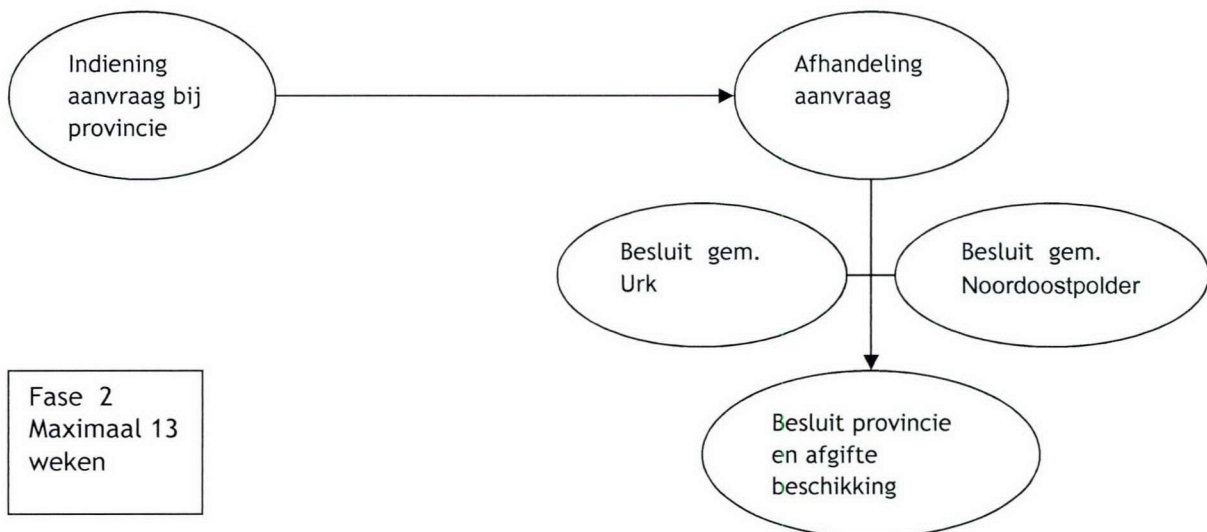 Indiening
aanvraag bij
provincie
Afhandeling
aanvraag
Besluit gem.
Urk
Besluit gem.
Noordoostpolder
Fase 2
Maximaal 13
weken
Besluit provincie
en afgifte
beschikking